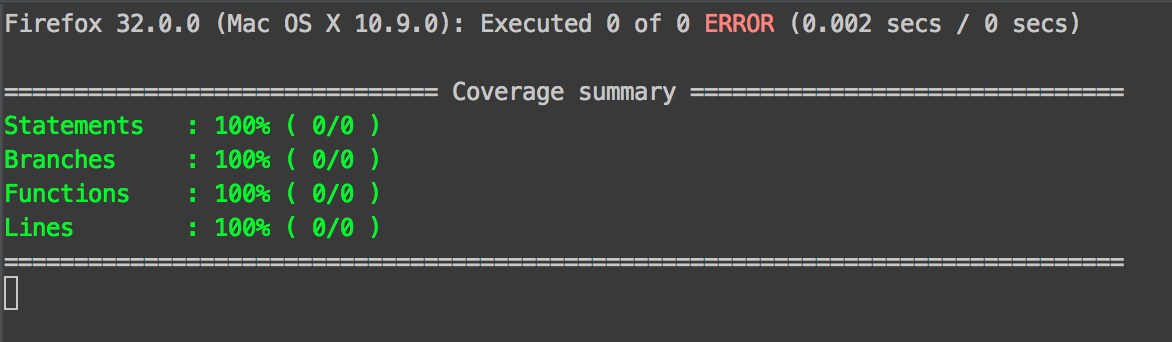 Firefox 32.0.0 (Mac OS X 10.9.0): Executed 0 of 0 ERROR (0.002 secs / 0 secs)
=============================== Coverage summary ===============================
Statements   : 100% ( 0/0 )
Branches     : 100% ( 0/0 )
Functions    : 100% ( 0/0 )
Lines        : 100% ( 0/0 )
================================================================================